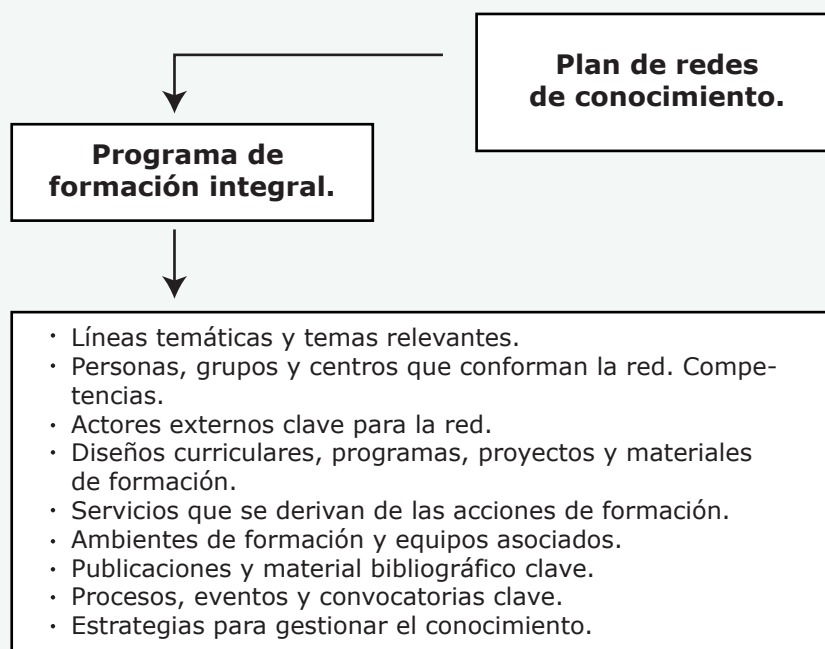 Plan de redes
de conocimiento.
Programa de
formación integral.
· Líneas temáticas y temas relevantes.
· Personas, grupos y centros que conforman la red. Compe-
tencias.
· Actores externos clave para la red.
· Diseños curriculares, programas, proyectos y materiales
de formación.
· Servicios que se derivan de las acciones de formación.
· Ambientes de formación y equipos asociados.
· Publicaciones y material bibliográfico clave.
· Procesos, eventos y convocatorias clave.
· Estrategias para gestionar el conocimiento.